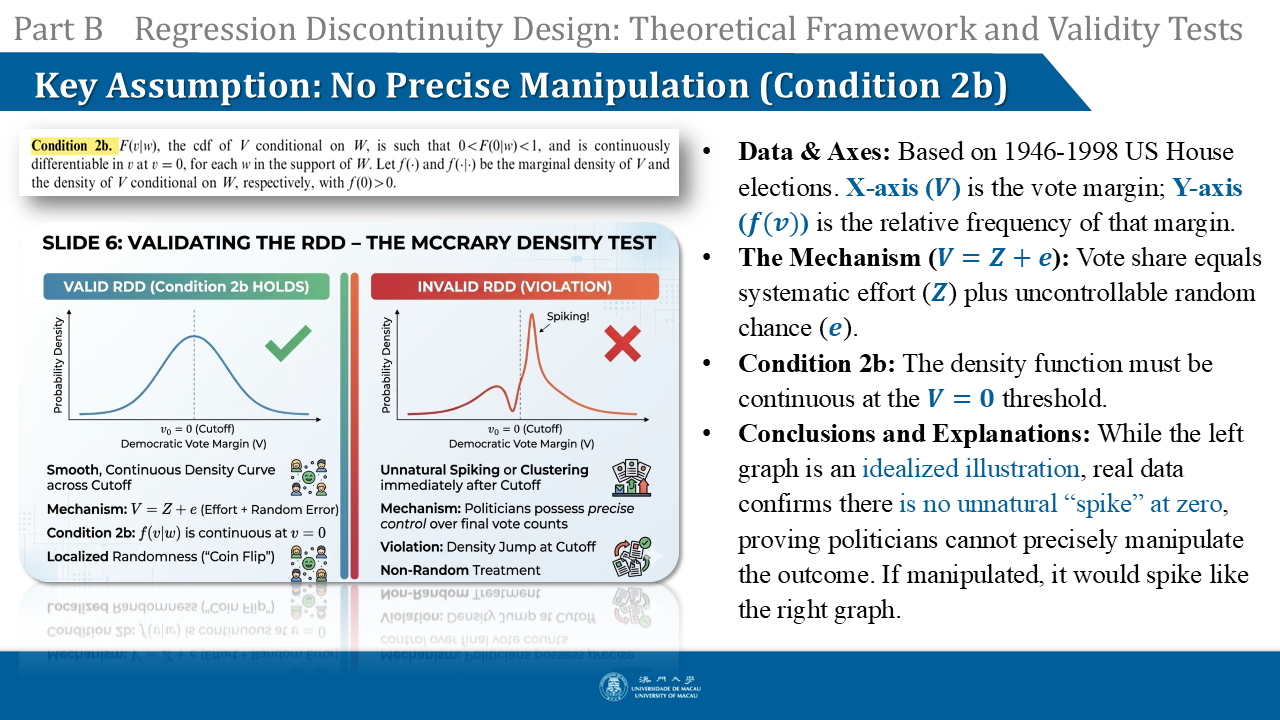 Part B Regression Discontinuity Design: Theoretical Framework and Validity Tests
Key Assumption: No Precise Manipulation (Condition 2b)
Condition 2b. F(v|w), the cdf of V conditional on W, is such that 0<F(0|w)<1, and is continuously
differentiable in v at v = 0, for each w in the support of W. Let f(·) and f(·|·) be the marginal density of V and
the density of V conditional on W, respectively, with f(0)>0.
SLIDE 6: VALIDATING THE RDD – THE MCCRARY DENSITY TEST
VALID RDD (Condition 2b HOLDS)
Probability Density
v₀ = 0 (Cutoff)
Democratic Vote Margin (V)
Smooth, Continuous Density Curve
across Cutoff
Mechanism: V = Z + e (Effort + Random Error)
Condition 2b: f(v|w) is continuous at v = 0
Localized Randomness (“Coin Flip”)
INVALID RDD (VIOLATION)
Spiking!
Probability Density
v₀ = 0 (Cutoff)
Democratic Vote Margin (V)
Unnatural Spiking or Clustering
immediately after Cutoff
Mechanism: Politicians possess precise
control over final vote counts
Violation: Density Jump at Cutoff
Non-Random Treatment
• Data & Axes: Based on 1946-1998 US House
elections. X-axis (V) is the vote margin; Y-axis
(f(v)) is the relative frequency of that margin.
• The Mechanism (V = Z + e): Vote share equals
systematic effort (Z) plus uncontrollable random
chance (e).
• Condition 2b: The density function must be
continuous at the V = 0 threshold.
• Conclusions and Explanations: While the left
graph is an idealized illustration, real data
confirms there is no unnatural “spike” at zero,
proving politicians cannot precisely manipulate
the outcome. If manipulated, it would spike like
the right graph.
澳門大學
UNIVERSIDADE DE MACAU
UNIVERSITY OF MACAU